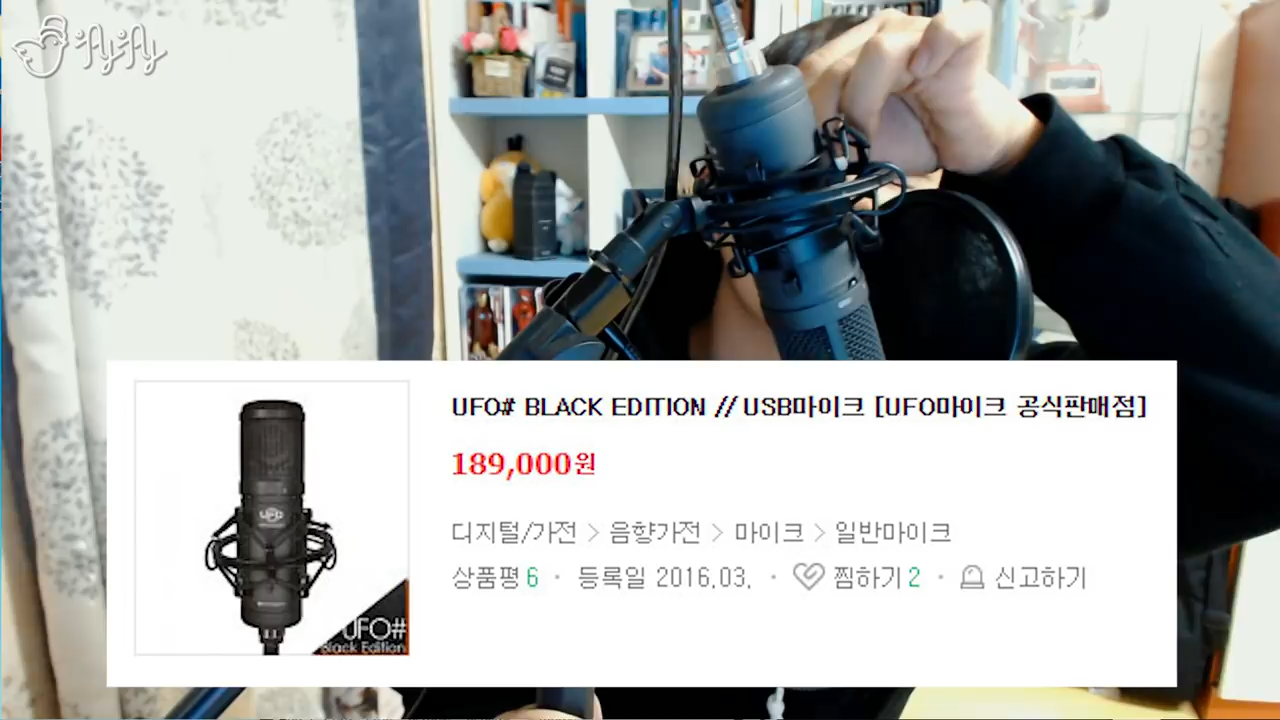 UFO# BLACK EDITION // USB마이크 [UFO마이크 공식판매점]
189,000원
디지털/가전 > 음향가전 > 마이크 > 일반마이크
상품평 6 · 등록일 2016.03. · 찜하기 2 · 신고하기
UFO
UFO#
Black Edition